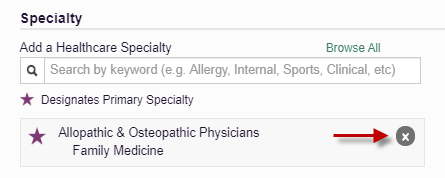 Specialty
Add a Healthcare Specialty Browse All
Search by keyword (e.g. Allergy, Internal, Sports, Clinical, etc)
Designates Primary Specialty
Allopathic & Osteopathic Physicians
Family Medicine